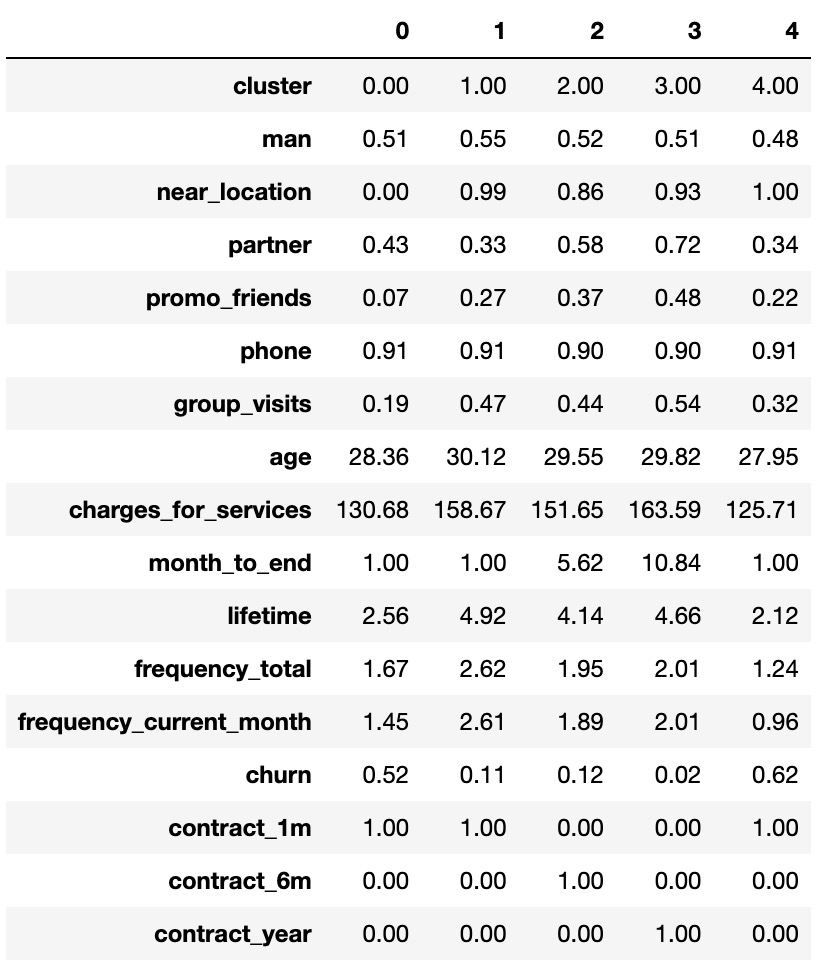 0 1 2 3 4
cluster 0.00 1.00 2.00 3.00 4.00
man 0.51 0.55 0.52 0.51 0.48
near_location 0.00 0.99 0.86 0.93 1.00
partner 0.43 0.33 0.58 0.72 0.34
promo_friends 0.07 0.27 0.37 0.48 0.22
phone 0.91 0.91 0.90 0.90 0.91
group_visits 0.19 0.47 0.44 0.54 0.32
age 28.36 30.12 29.55 29.82 27.95
charges_for_services 130.68 158.67 151.65 163.59 125.71
month_to_end 1.00 1.00 5.62 10.84 1.00
lifetime 2.56 4.92 4.14 4.66 2.12
frequency_total 1.67 2.62 1.95 2.01 1.24
frequency_current_month 1.45 2.61 1.89 2.01 0.96
churn 0.52 0.11 0.12 0.02 0.62
contract_1m 1.00 1.00 0.00 0.00 1.00
contract_6m 0.00 0.00 1.00 0.00 0.00
contract_year 0.00 0.00 0.00 1.00 0.00